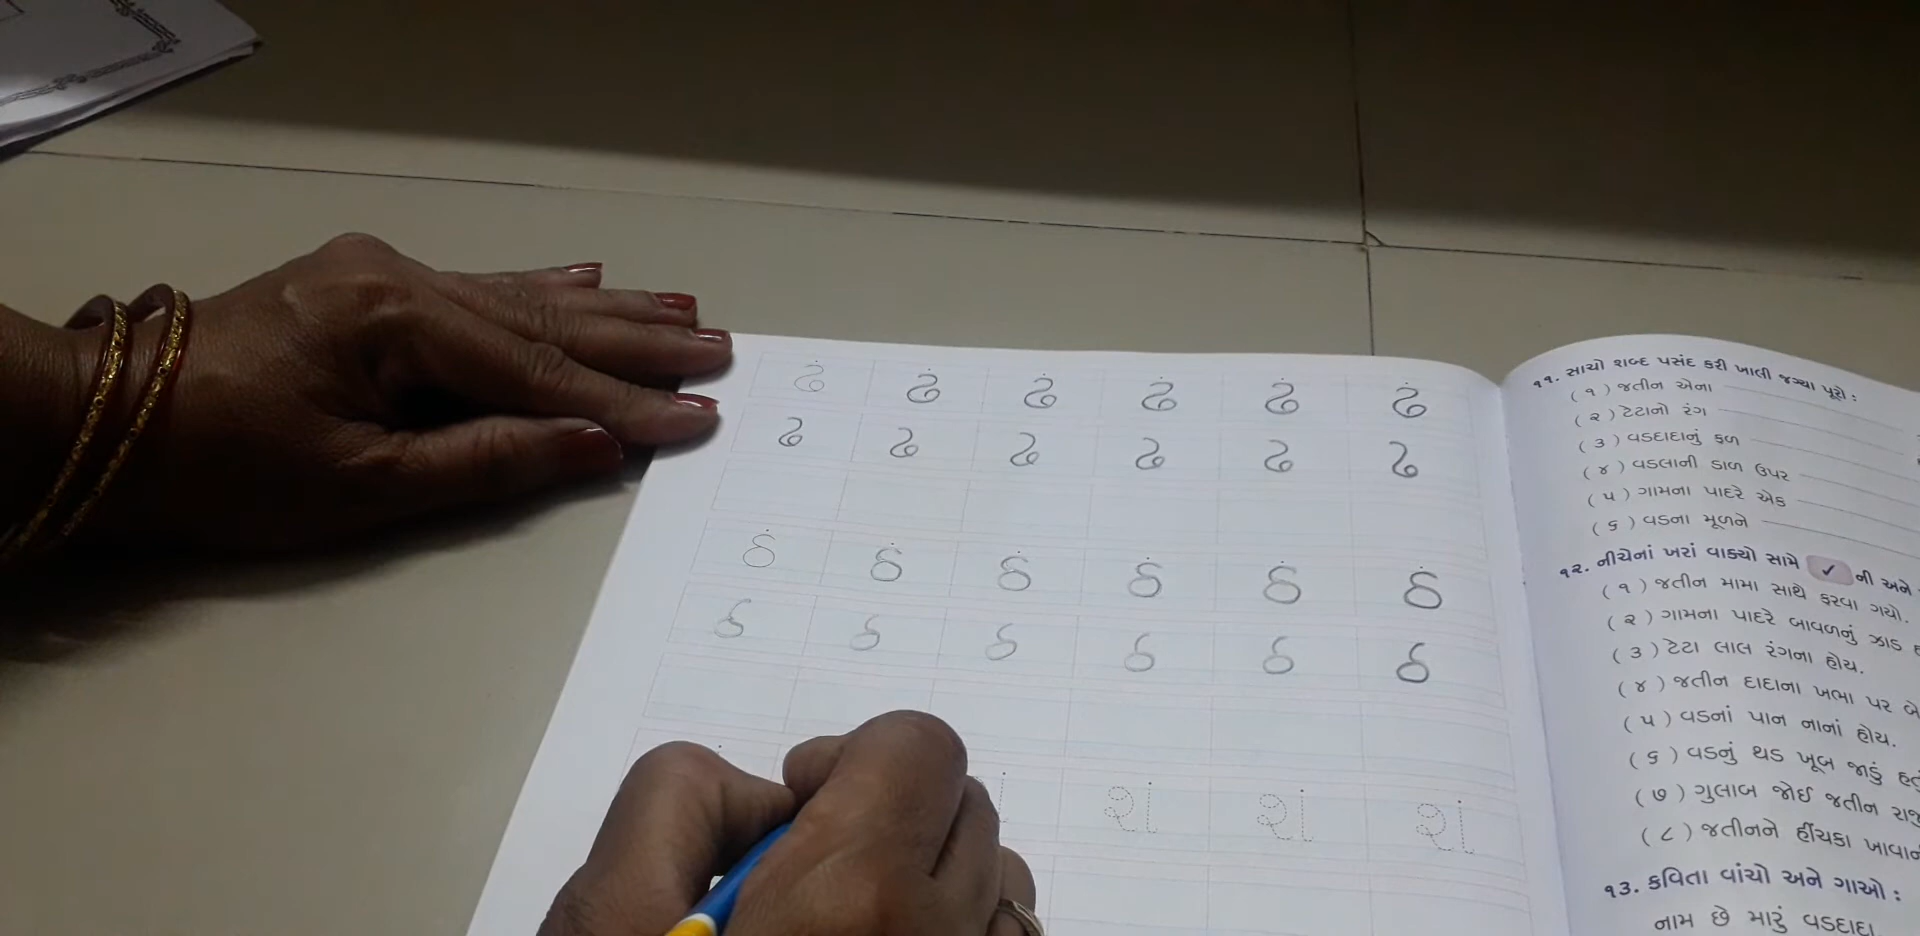 ઢં ઢં ઢં ઢં ઢં ઢં
ઢ ઢ ઢ ઢ ઢ ઢ
ઠં ઠં ઠં ઠં ઠં ઠં
ઠ ઠ ઠ ઠ ઠ ઠ
શં શં શં
૧૧. સાચો શબ્દ પસંદ કરી ખાલી જગ્યા પૂરો :
( ૧ ) જતીન એના
( ૨ ) ટેટાનો રંગ
( ૩ ) વડદાદાનું ફળ
( ૪ ) વડલાની ડાળ ઉપર
( ૫ ) ગામના પાદરે એક
( ૬ ) વડના મૂળને
૧૨. નીચેનાં ખરાં વાક્યો સામે ✓ ની અને
( ૧ ) જતીન મામા સાથે ફરવા ગયો.
( ૨ ) ગામના પાદરે બાવળનું ઝાડ
( ૩ ) ટેટા લાલ રંગના હોય.
( ૪ ) જતીન દાદાના ખભા પર
( ૫ ) વડનાં પાન નાનાં હોય.
( ૬ ) વડનું થડ ખૂબ જાડું
( ૭ ) ગુલાબ જોઈ જતીન
( ૮ ) જતીનને હીંચકા
૧૩. કવિતા વાંચો અને ગાઓ :
નામ છે મારું વડદાદા